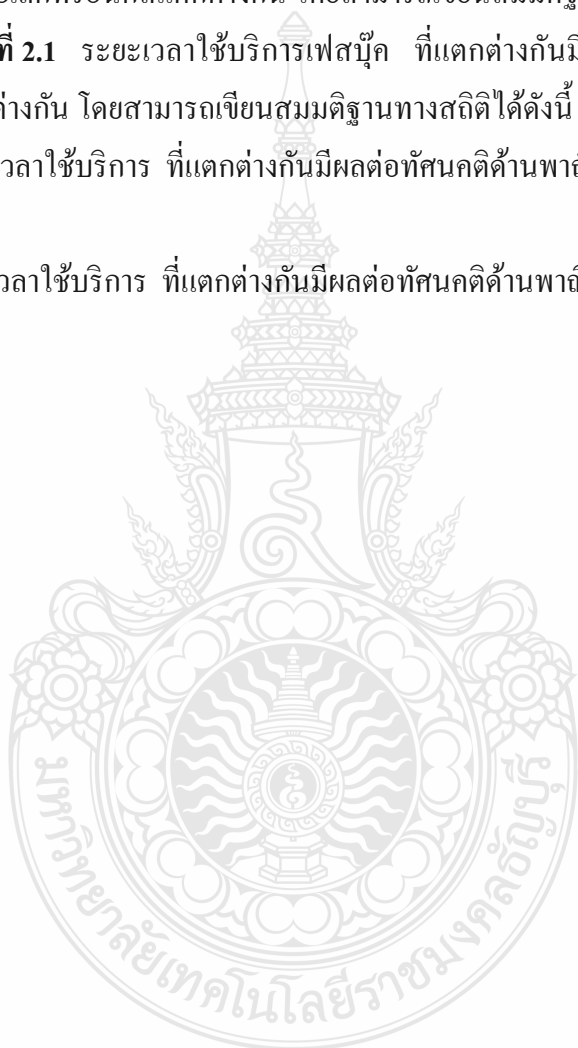 ที่ 2.1 ระยะเวลาใช้บริการเฟสบุ๊ค ที่แตกต่างกันมี
ต่างกัน โดยสามารถเขียนสมมติฐานทางสถิติได้ดังนี้
วลาใช้บริการ ที่แตกต่างกันมีผลต่อทัศนคติด้านพาณิ
วลาใช้บริการ ที่แตกต่างกันมีผลต่อทัศนคติด้านพาณิ
มหาวิทยาลัยเทคโนโลยีราชมงคลธัญบุรี